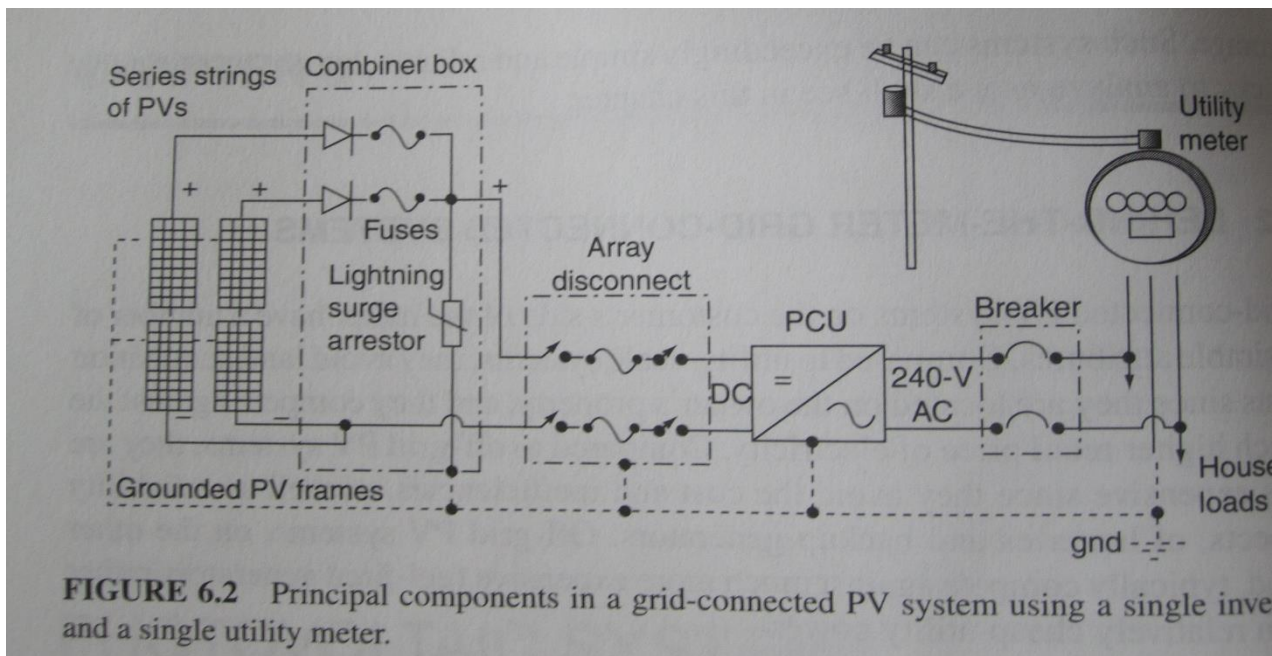 Series strings
of PVs
Combiner box
Utility
meter
+
+
+
Fuses
Lightning
surge
arrestor
Array
disconnect
PCU
Breaker
DC
=
240-V
AC
–
–
House
loads
Grounded PV frames
gnd
FIGURE 6.2 Principal components in a grid-connected PV system using a single inve
and a single utility meter.